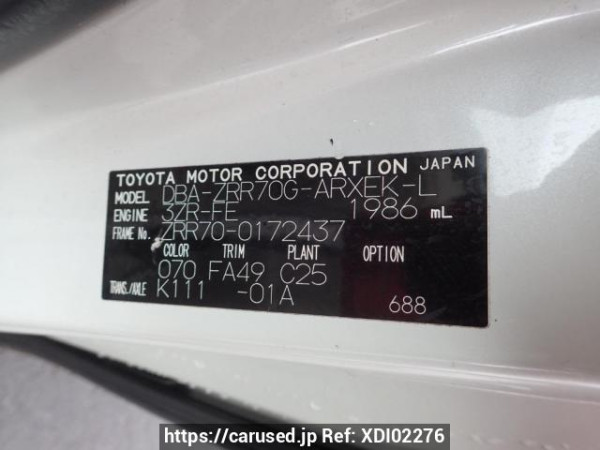 TOYOTA MOTOR CORPORATION JAPAN
MODEL DBA-ZRR70G-ARXEK-L
ENGINE 3ZR-FE 1986 mL
FRAME No. ZRR70-0172437
COLOR TRIM PLANT OPTION
070 FA49 C25
TRANS./AXLE K111 -01A
688
https://carused.jp Ref: XDI02276